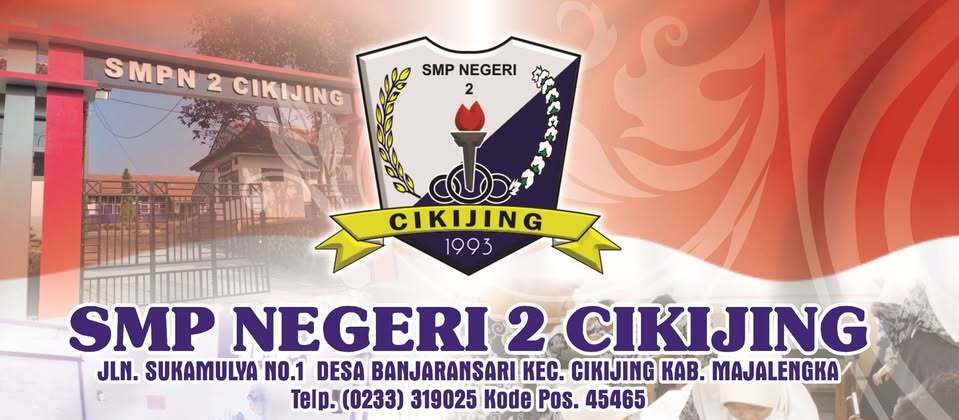 SMPN 2 CIKIJING
SMP NEGERI
2
CIKIJING
1993
SMP NEGERI 2 CIKIJING
JLN. SUKAMULYA NO.1 DESA BANJARANSARI KEC. CIKIJING KAB. MAJALENGKA
Telp. (0233) 319025 Kode Pos. 45465